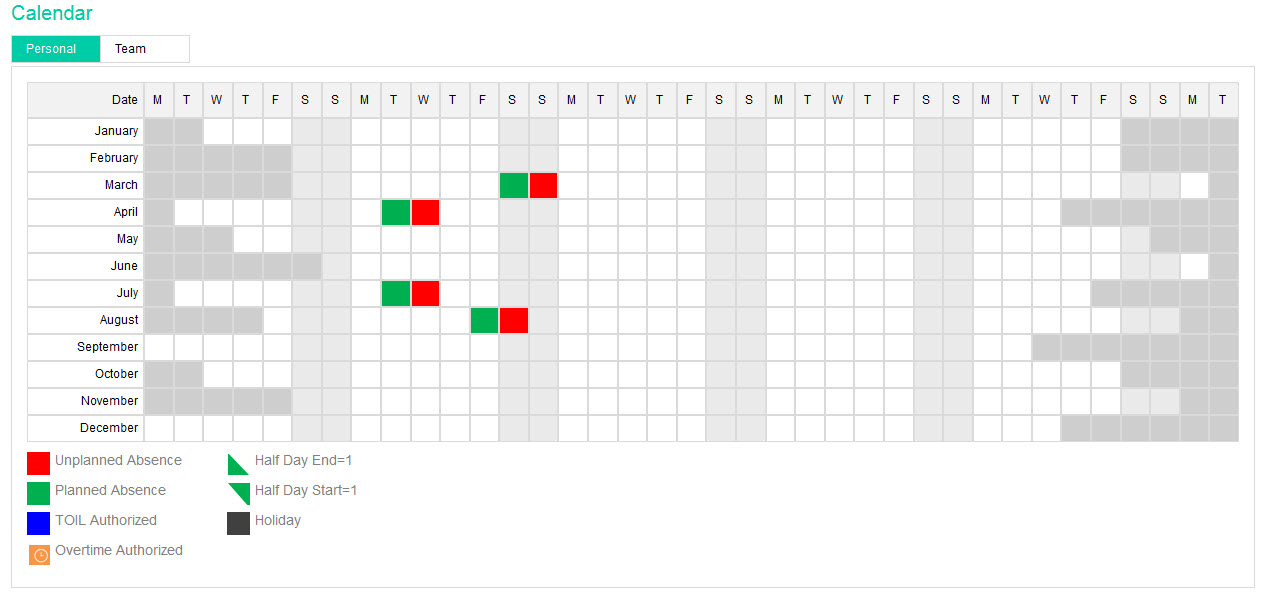 Calendar
Personal Team
Date M T W T F S S M T W T F S S M T W T F S S M T W T F S S M T W T F S S M T
January
February
March
April
May
June
July
August
September
October
November
December
Unplanned Absence Half Day End=1
Planned Absence Half Day Start=1
TOIL Authorized Holiday
Overtime Authorized